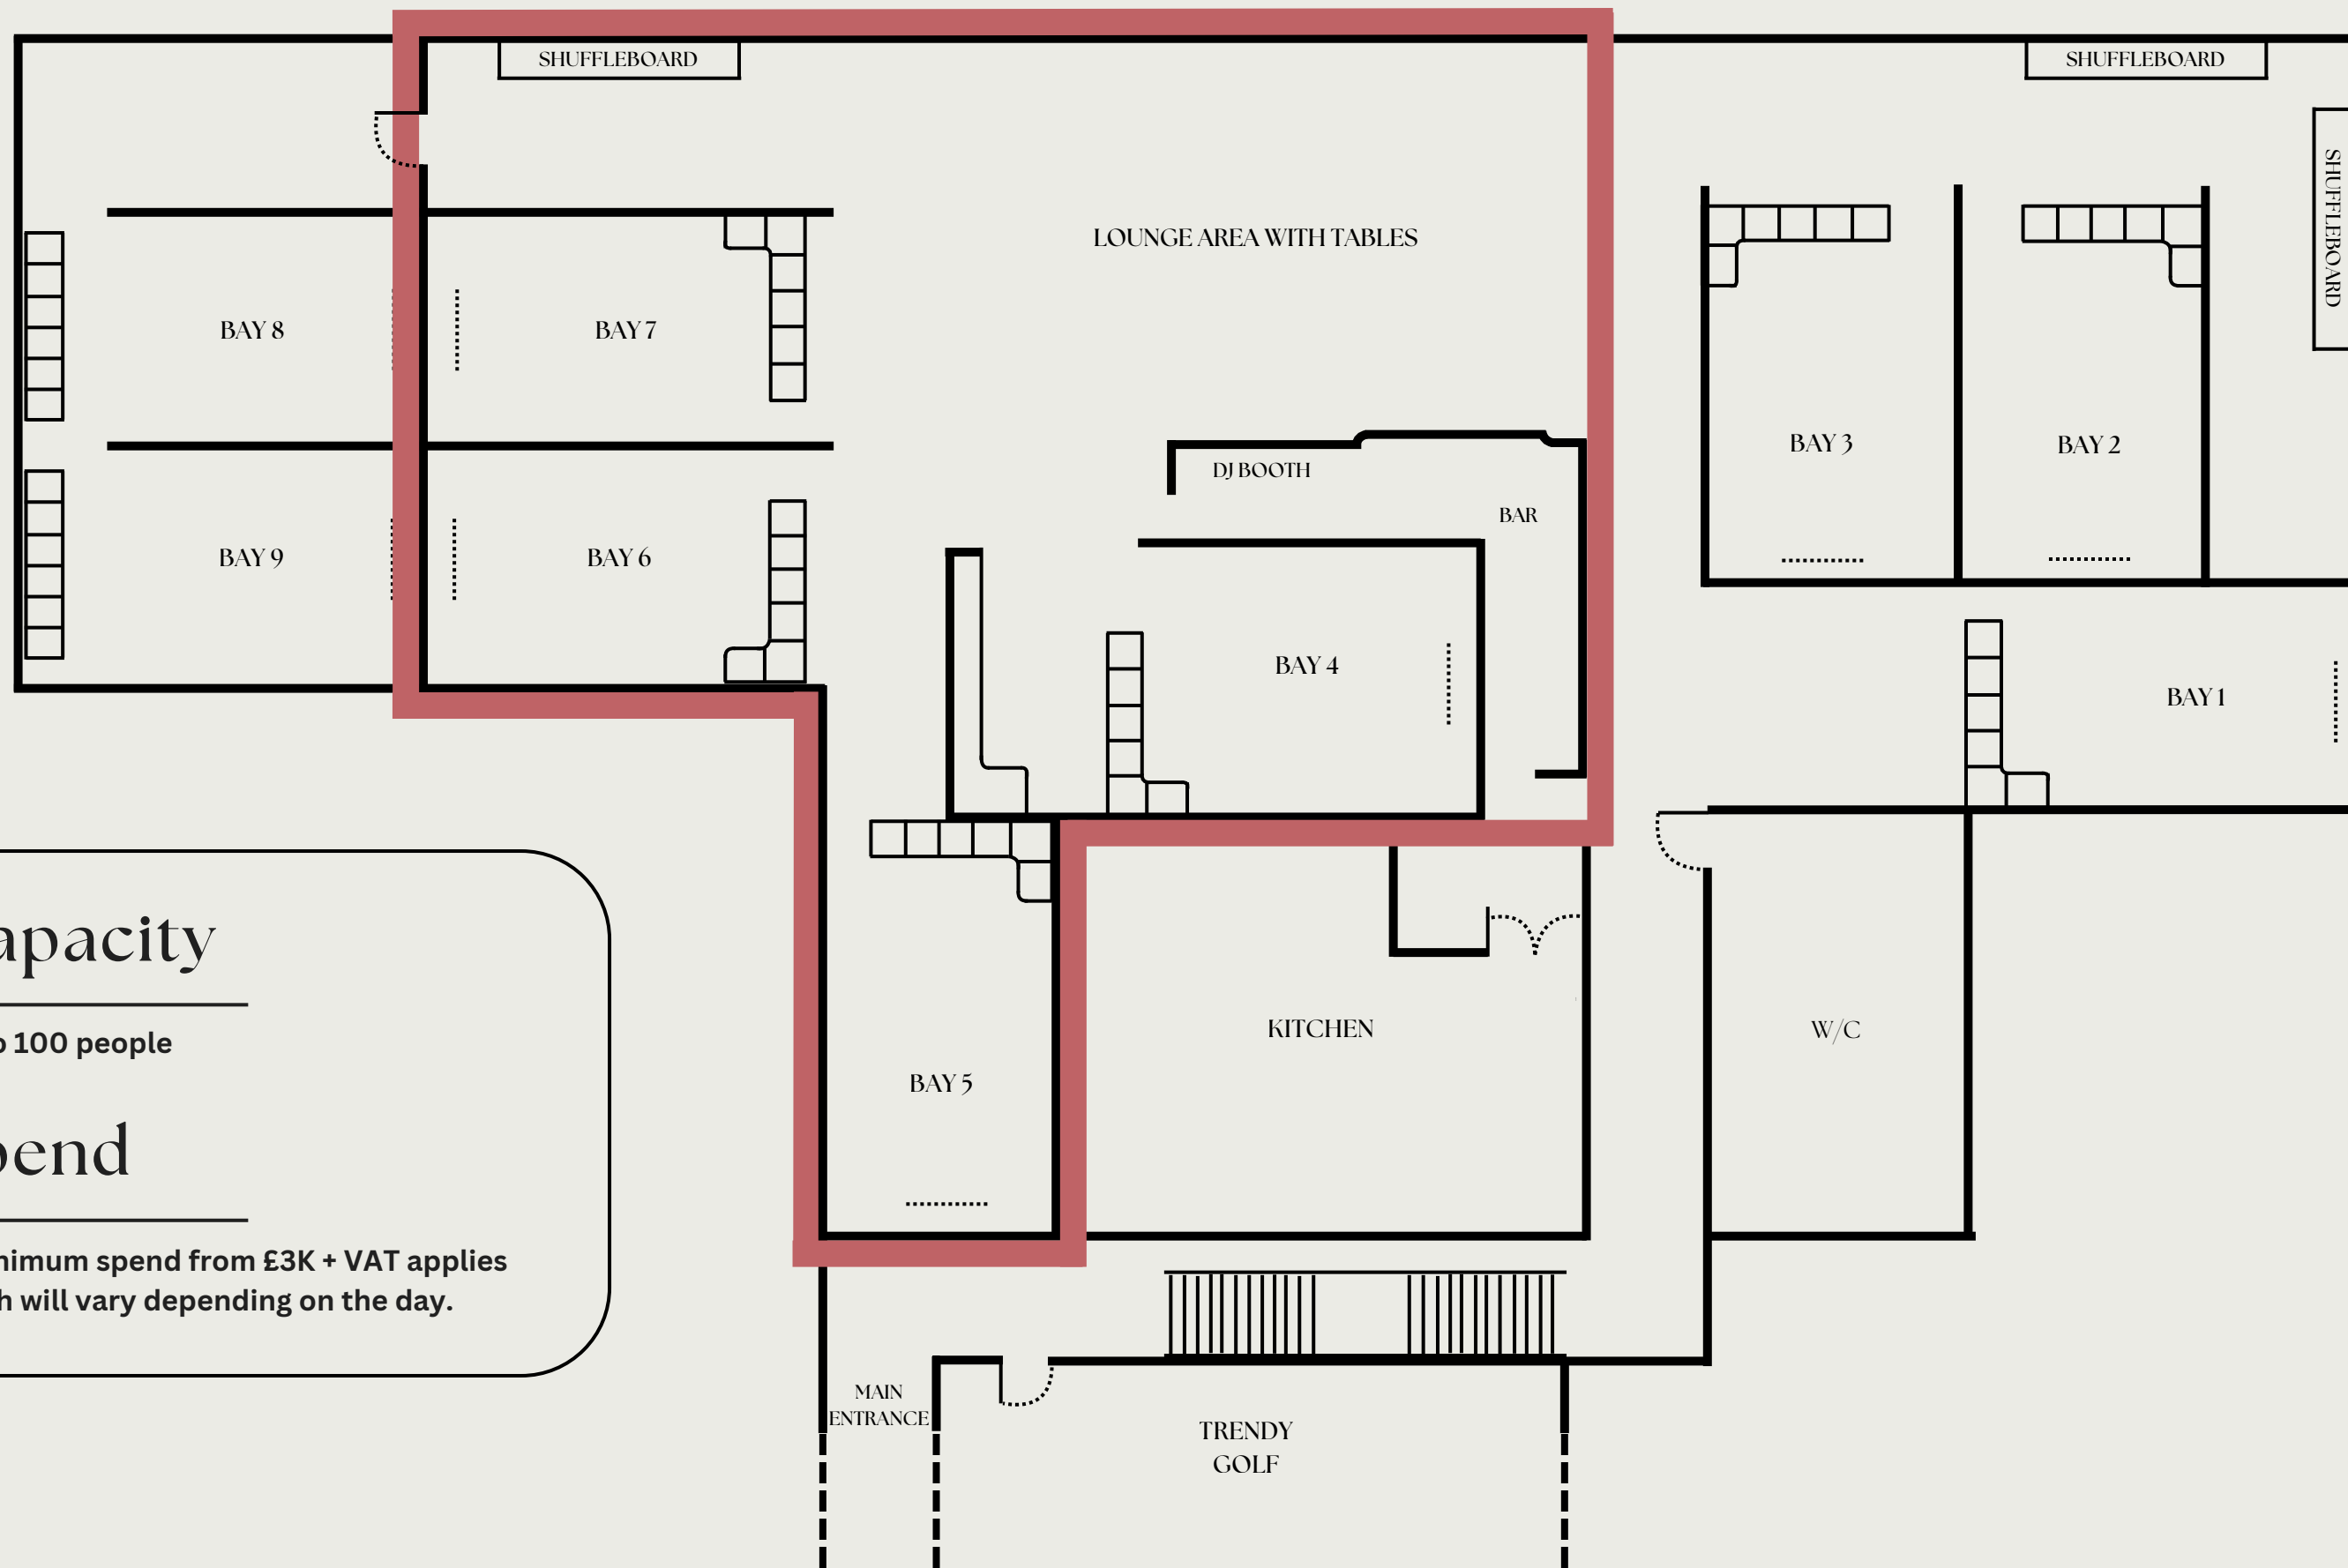 SHUFFLEBOARD
SHUFFLEBOARD
SHUFFLEBOARD
LOUNGE AREA WITH TABLES
BAY 8
BAY 7
BAY 3
BAY 2
DJ BOOTH
BAR
BAY 9
BAY 6
BAY 4
BAY 1
apacity
o 100 people
pend
nimum spend from £3K + VAT applies
h will vary depending on the day.
KITCHEN
W/C
BAY 5
MAIN
ENTRANCE
TRENDY
GOLF